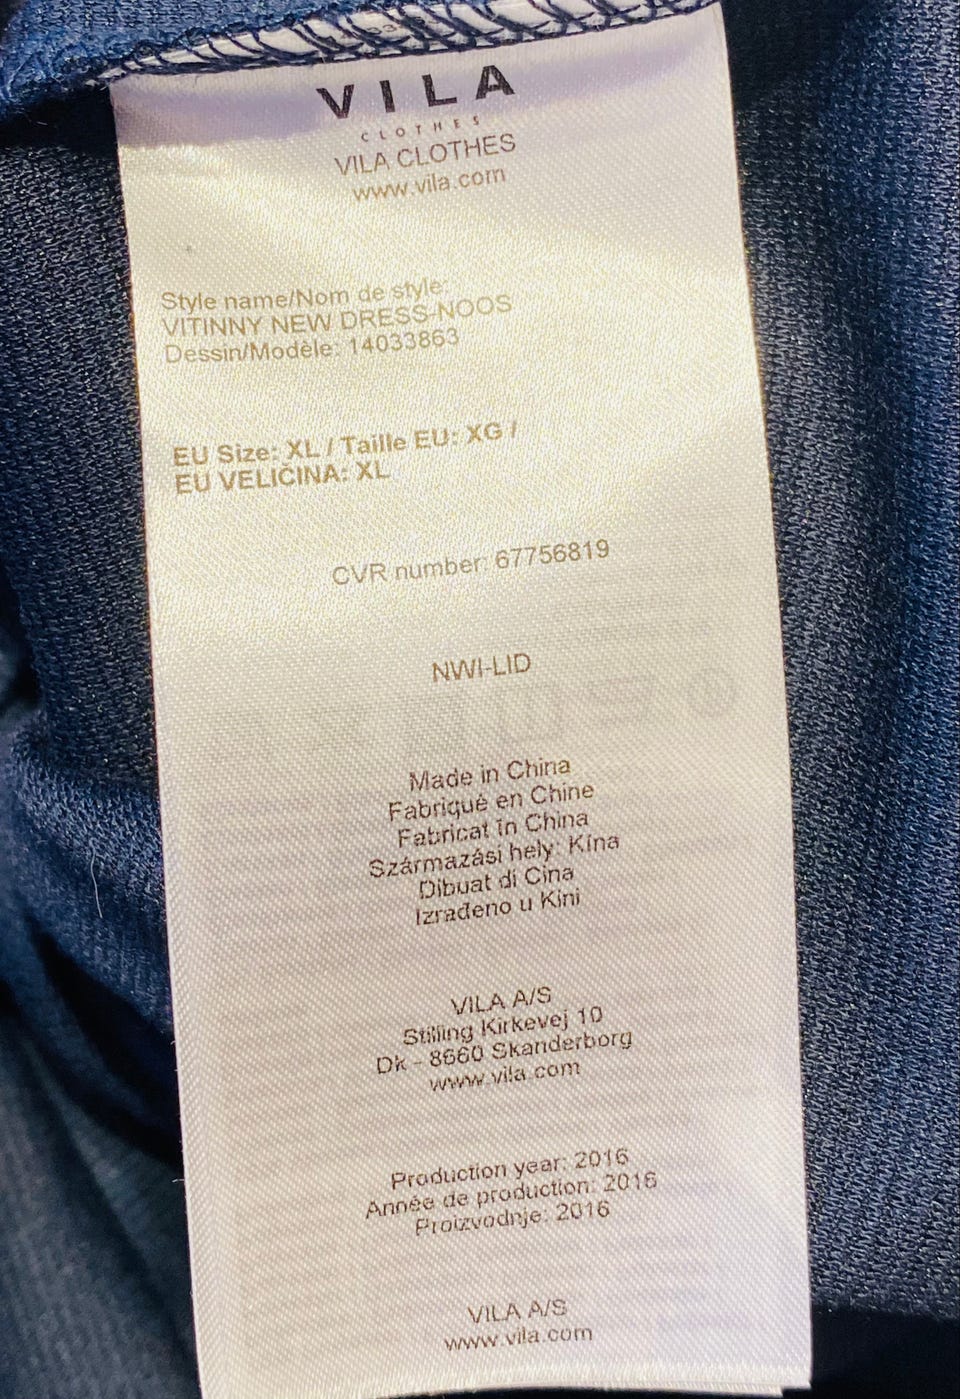 VILA
CLOTHES
VILA CLOTHES
www.vila.com
Style name/Nom de style:
VITINNY NEW DRESS-NOOS
Dessin/Modèle: 14033863
EU Size: XL / Taille EU: XG /
EU VELIČINA: XL
CVR number: 67756819
NWI-LID
Made in China
Fabriqué en Chine
Fabricat în China
Származási hely: Kína
Dibuat di Cina
Izrađeno u Kini
VILA A/S
Stilling Kirkevej 10
Dk - 8660 Skanderborg
www.vila.com
Production year: 2016
Année de production: 2016
Proizvodnje: 2016
VILA A/S
www.vila.com